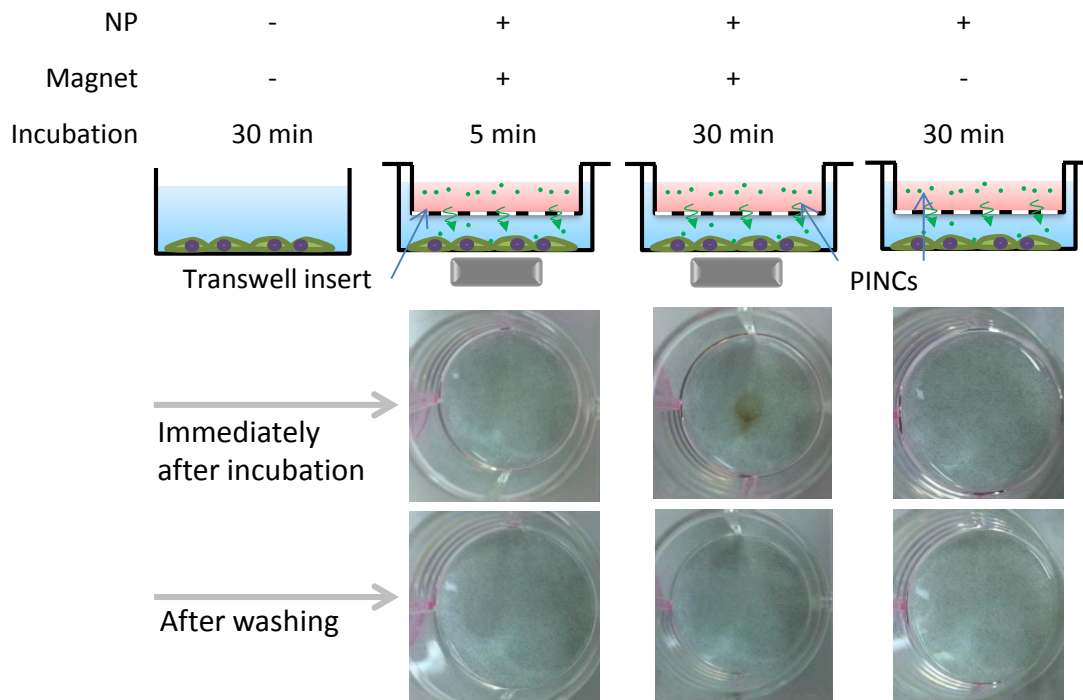 NP - + + +
Magnet - + + -
Incubation 30 min 5 min 30 min 30 min
Transwell insert
PINCs
Immediately
after incubation
After washing